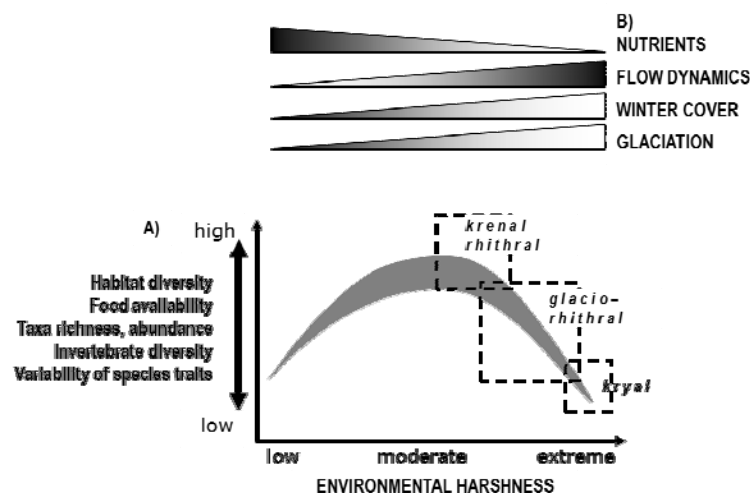 B)
NUTRIENTS
FLOW DYNAMICS
WINTER COVER
GLACIATION
A)
high
krenal
rhithral
glacio–
rhithral
Habitat diversity
Food availability
Taxa richness, abundance
Invertebrate diversity
Variability of species traits
kryal
low
low moderate extreme
ENVIRONMENTAL HARSHNESS